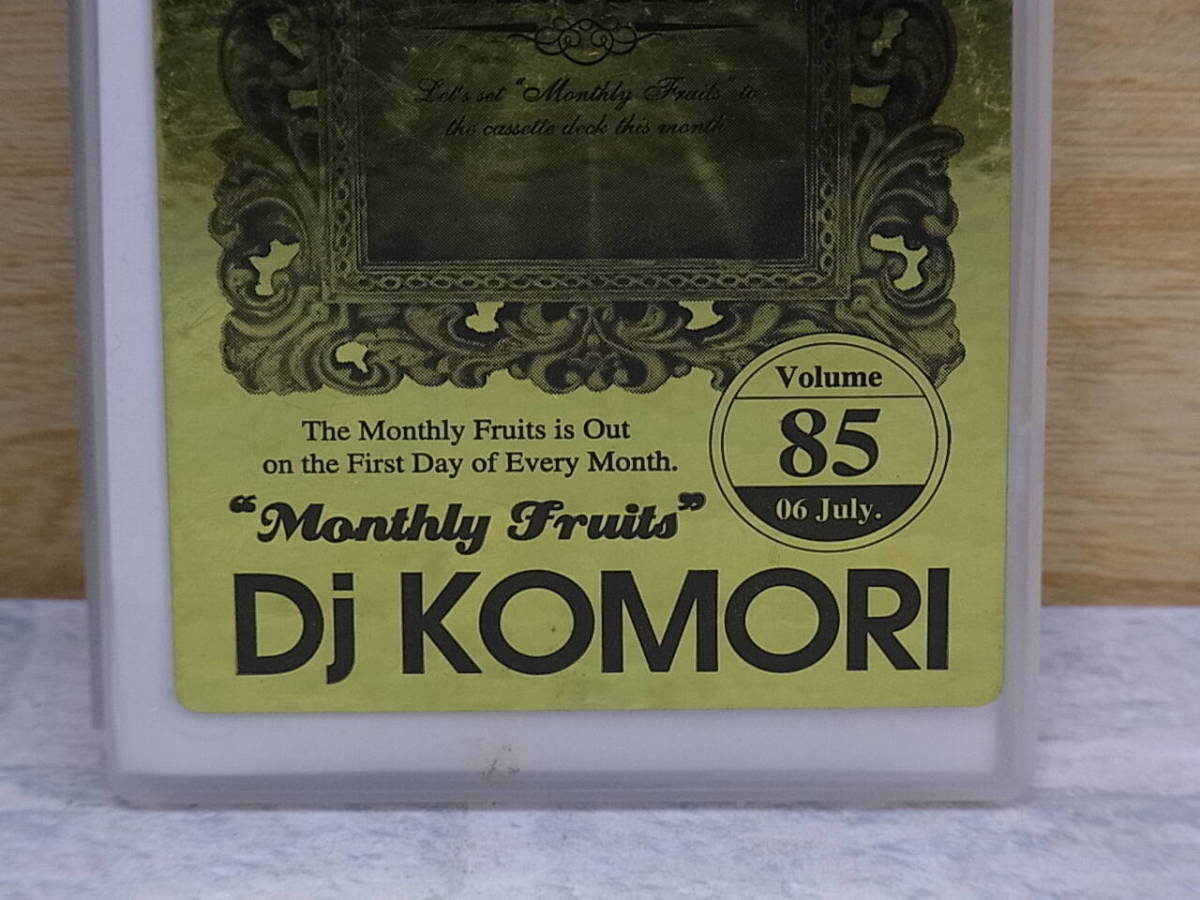 Let's set "Monthly Fruits" to
the cassette deck this month
The Monthly Fruits is Out
on the First Day of Every Month.
"Monthly Fruits"
Volume
85
06 July.
Dj KOMORI